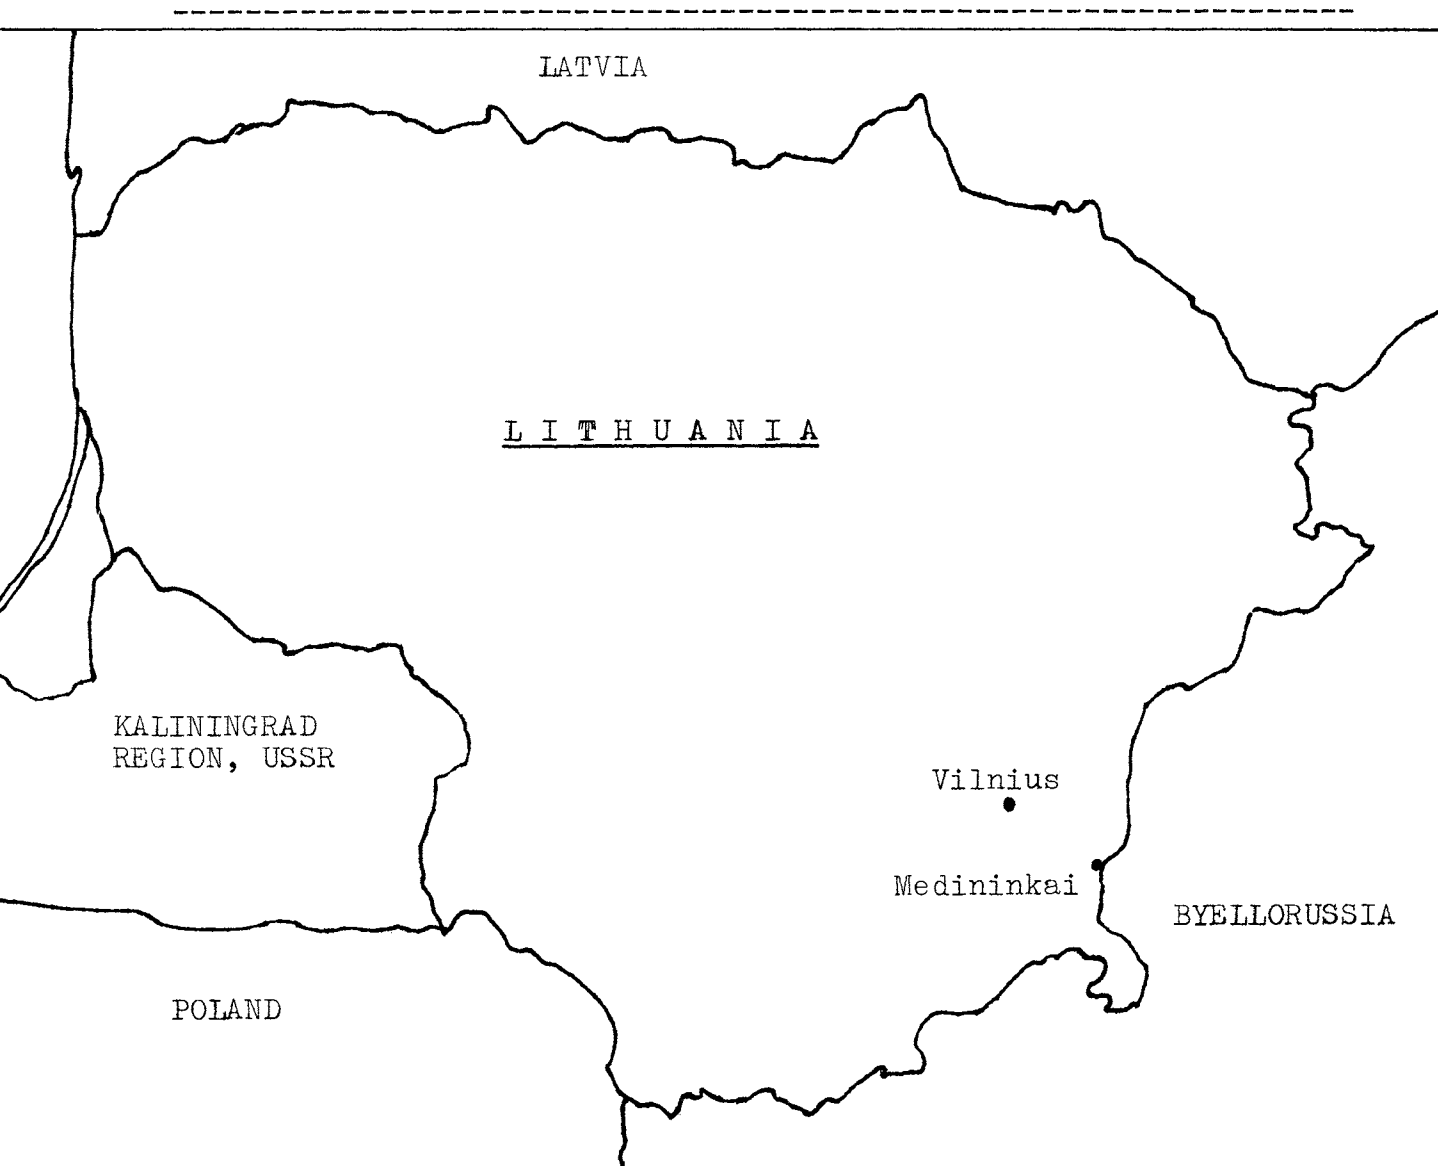 LATVIA
L I T H U A N I A
KALININGRAD
REGION, USSR
Vilnius
Medininkai
BYELLORUSSIA
POLAND